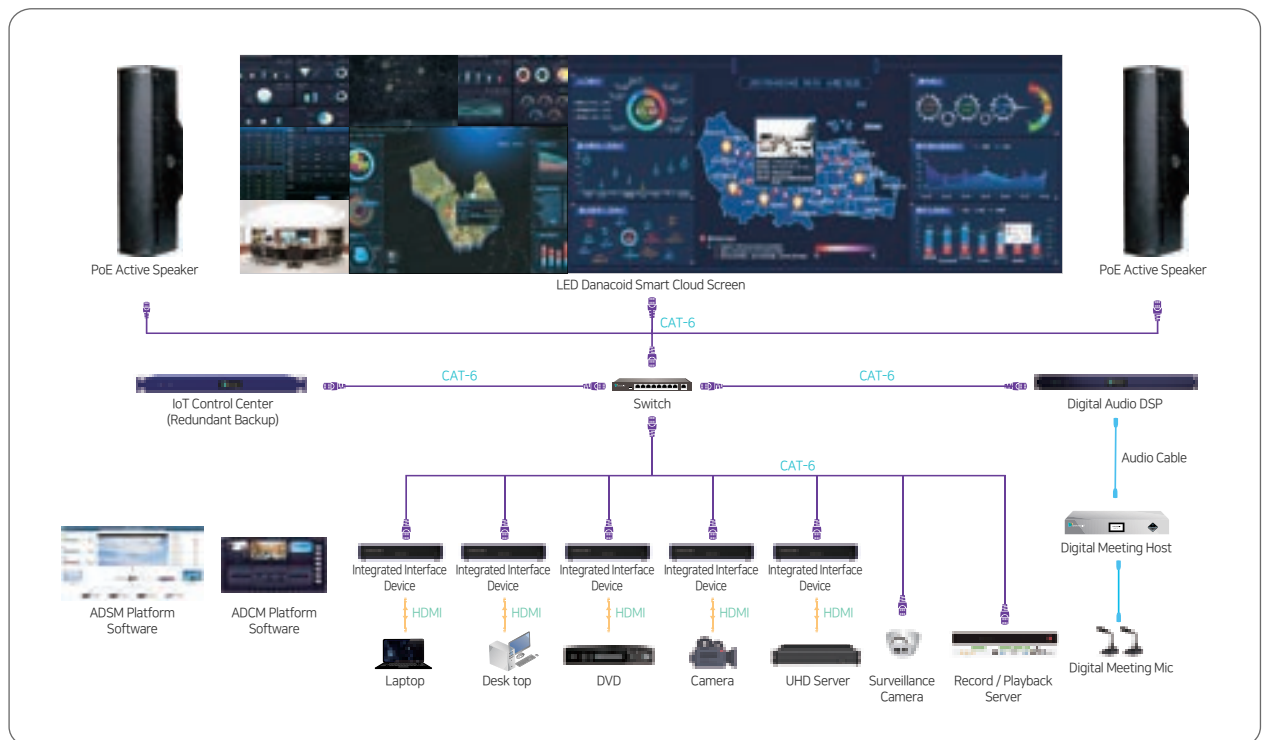 PoE Active Speaker
PoE Active Speaker
LED Danacoid Smart Cloud Screen
CAT-6
CAT-6
CAT-6
IoT Control Center
(Redundant Backup)
Switch
Digital Audio DSP
Audio Cable
CAT-6
Digital Meeting Host
Integrated Interface
Device
Integrated Interface
Device
Integrated Interface
Device
Integrated Interface
Device
Integrated Interface
Device
ADSM Platform
Software
ADCM Platform
Software
HDMI
HDMI
HDMI
HDMI
HDMI
Laptop
Desk top
DVD
Camera
UHD Server
Surveillance
Camera
Record / Playback
Server
Digital Meeting Mic